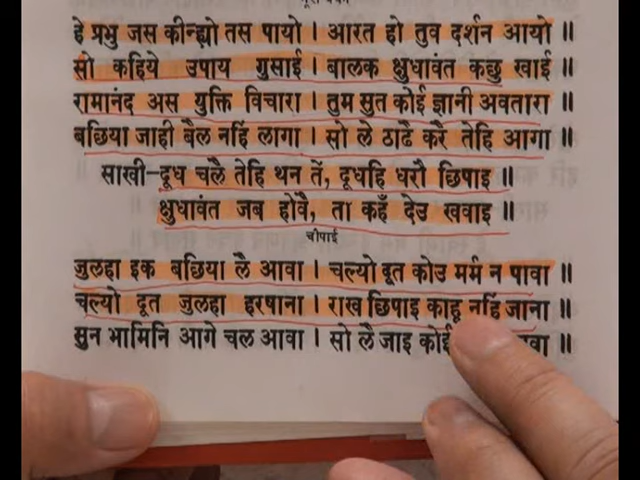 हे प्रभु जस कीन्ह्यो तस पायो । आरत हो तुव दर्शन आयो ॥
सो कहिये उपाय गुसाई । बालक क्षुधावंत कछु खाई
रामानंद अस युक्ति विचारा । तुम सुत कोई ज्ञानी अवतारा ॥
बछिया जाही बैल नहिं लागा । सो ले ठाढै करै तेहि आगा ॥
साखी–दूध चलै तेहि थन तें, दूधहि धरौ छिपाइ ॥
क्षुधावंत जब होवै, ता कहँ देउ खवाइ ॥
चौपाई
जुलहा इक बछिया लै आवा । चल्यो दूत कोउ मर्म न पावा ॥
चल्यो दूत जुलहा हरषाना । राख छिपाइ काहू नहिं जाना ॥
सुन भामिनि आगे चल आवा । सो लै जाइ कोई ॥